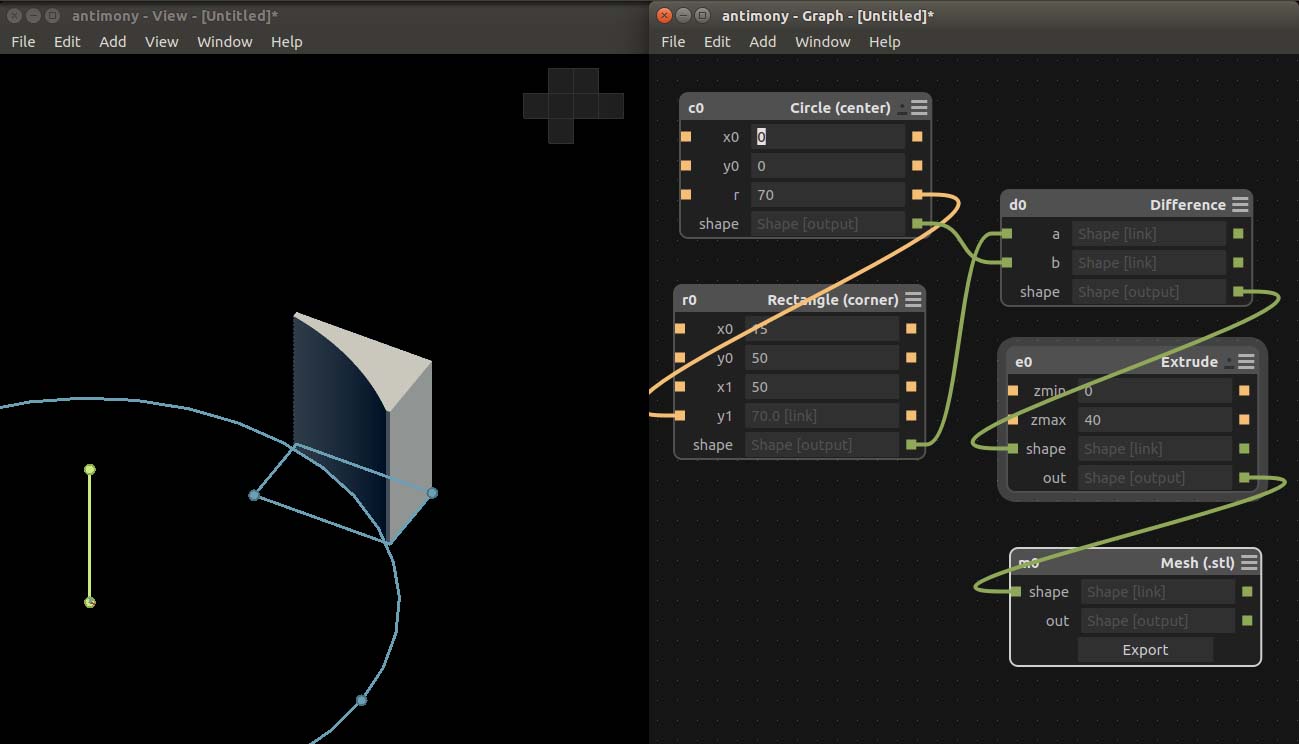 antimony - View - [Untitled]*
File Edit Add View Window Help
antimony - Graph - [Untitled]*
File Edit Add Window Help
c0 Circle (center)
x0 0
y0 0
r 70
shape Shape [output]
r0 Rectangle (corner)
x0 15
y0 50
x1 50
y1 70.0 [link]
shape Shape [output]
d0 Difference
a Shape [link]
b Shape [link]
shape Shape [output]
e0 Extrude
zmin 0
zmax 40
shape Shape [link]
out Shape [output]
m0 Mesh (.stl)
shape Shape [link]
out Shape [output]
Export